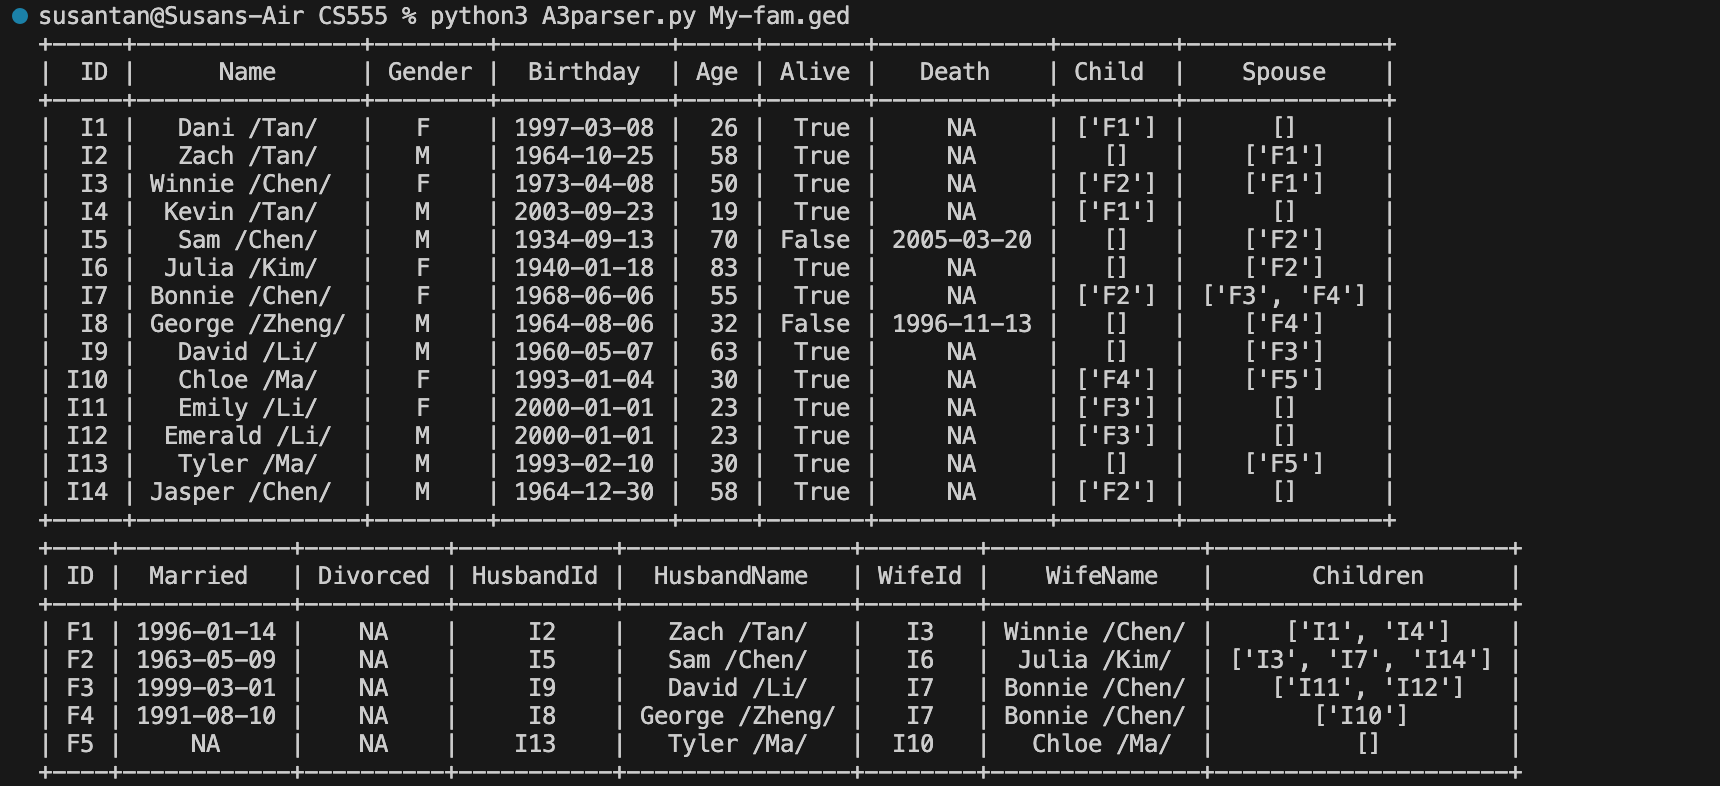 susantan@Susans-Air CS555 % python3 A3parser.py My-fam.ged
+----+----------------+--------+------------+-----+-------+------------+--------+--------------+
|  ID |      Name      | Gender |  Birthday  | Age | Alive |   Death    | Child  |    Spouse    |
+----+----------------+--------+------------+-----+-------+------------+--------+--------------+
|  I1 |   Dani /Tan/   |   F    | 1997-03-08 |  26 |  True |     NA     | ['F1'] |      []      |
|  I2 |   Zach /Tan/   |   M    | 1964-10-25 |  58 |  True |     NA     |   []   |    ['F1']    |
|  I3 | Winnie /Chen/  |   F    | 1973-04-08 |  50 |  True |     NA     | ['F2'] |    ['F1']    |
|  I4 |  Kevin /Tan/   |   M    | 2003-09-23 |  19 |  True |     NA     | ['F1'] |      []      |
|  I5 |   Sam /Chen/   |   M    | 1934-09-13 |  70 | False | 2005-03-20 |   []   |    ['F2']    |
|  I6 |  Julia /Kim/   |   F    | 1940-01-18 |  83 |  True |     NA     |   []   |    ['F2']    |
|  I7 | Bonnie /Chen/  |   F    | 1968-06-06 |  55 |  True |     NA     | ['F2'] | ['F3', 'F4'] |
|  I8 | George /Zheng/ |   M    | 1964-08-06 |  32 | False | 1996-11-13 |   []   |    ['F4']    |
|  I9 |   David /Li/   |   M    | 1960-05-07 |  63 |  True |     NA     |   []   |    ['F3']    |
| I10 |   Chloe /Ma/   |   F    | 1993-01-04 |  30 |  True |     NA     | ['F4'] |    ['F5']    |
| I11 |   Emily /Li/   |   F    | 2000-01-01 |  23 |  True |     NA     | ['F3'] |      []      |
| I12 |  Emerald /Li/  |   M    | 2000-01-01 |  23 |  True |     NA     | ['F3'] |      []      |
| I13 |   Tyler /Ma/   |   M    | 1993-02-10 |  30 |  True |     NA     |   []   |    ['F5']    |
| I14 | Jasper /Chen/  |   M    | 1964-12-30 |  58 |  True |     NA     | ['F2'] |      []      |
+----+----------------+--------+------------+-----+-------+------------+--------+--------------+
+----+------------+----------+-----------+----------------+--------+---------------+---------------------+
| ID |  Married   | Divorced | HusbandId |  HusbandName   | WifeId |    WifeName   |       Children      |
+----+------------+----------+-----------+----------------+--------+---------------+---------------------+
| F1 | 1996-01-14 |    NA    |     I2    |   Zach /Tan/   |   I3   | Winnie /Chen/ |     ['I1', 'I4']    |
| F2 | 1963-05-09 |    NA    |     I5    |   Sam /Chen/   |   I6   |  Julia /Kim/  | ['I3', 'I7', 'I14'] |
| F3 | 1999-03-01 |    NA    |     I9    |   David /Li/   |   I7   | Bonnie /Chen/ |    ['I11', 'I12']   |
| F4 | 1991-08-10 |    NA    |     I8    | George /Zheng/ |   I7   | Bonnie /Chen/ |       ['I10']       |
| F5 |     NA     |    NA    |    I13    |   Tyler /Ma/   |  I10   |   Chloe /Ma/  |          []         |
+----+------------+----------+-----------+----------------+--------+---------------+---------------------+